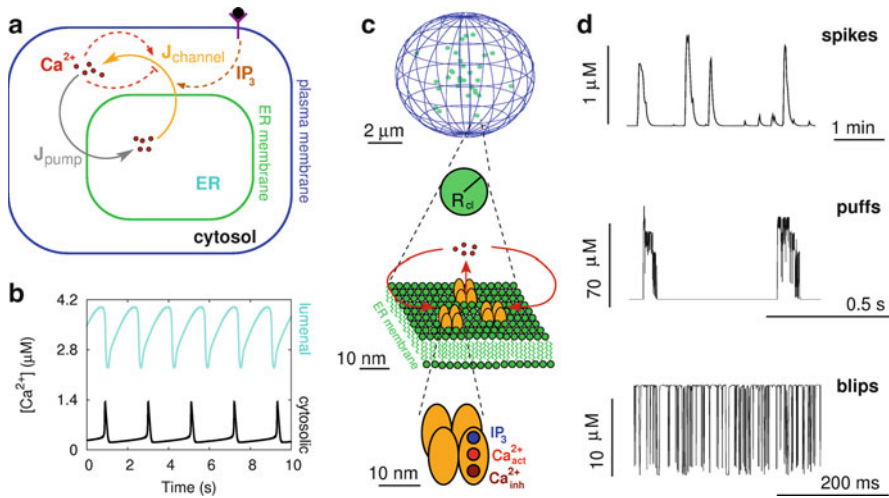 a
Ca2+
Jchannel
IP3
Jpump
ER
ER membrane
plasma membrane
cytosol
b
[Ca2+] (μM)
4.2
2.8
1.4
0
0 2 4 6 8 10
Time (s)
lumenal
cytosolic
c
2 μm
Rcl
ER membrane
10 nm
IP3
Ca2+act
Ca2+inh
10 nm
d
spikes
1 μM
1 min
puffs
70 μM
0.5 s
blips
10 μM
200 ms